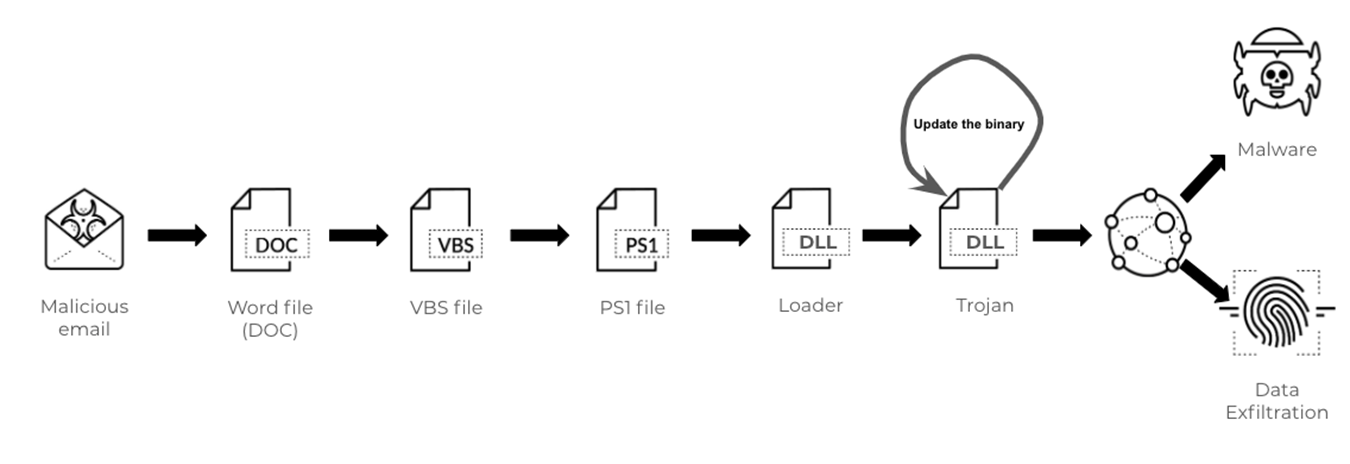 Update the binary
Malware
DOC
VBS
PS1
DLL
DLL
Malicious
email
Word file
(DOC)
VBS file
PS1 file
Loader
Trojan
Data
Exfiltration